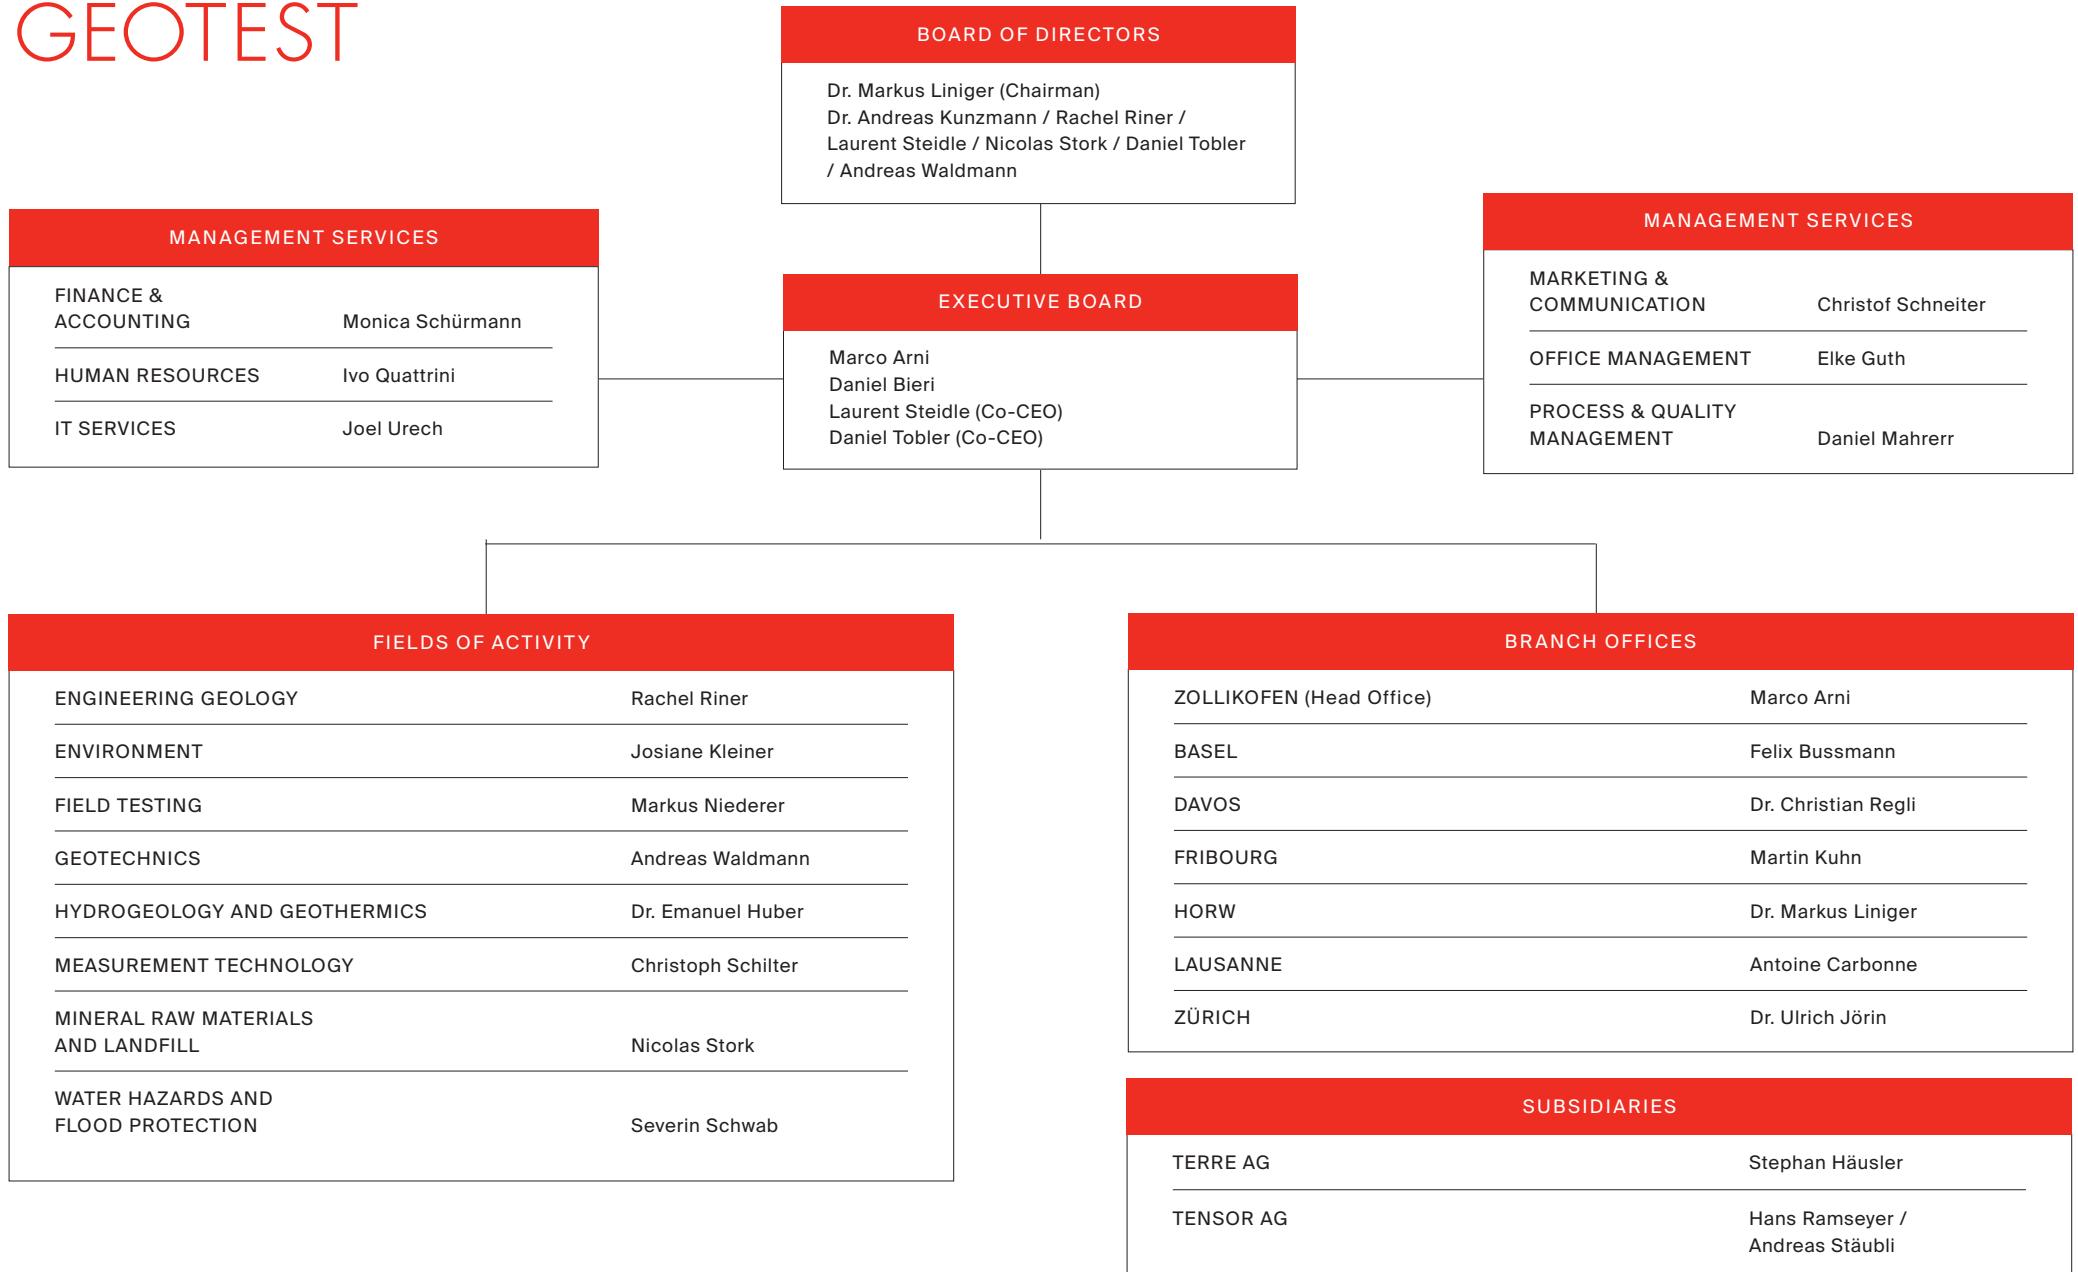 GEOTEST
BOARD OF DIRECTORS
Dr. Markus Liniger (Chairman)
Dr. Andreas Kunzmann / Rachel Riner /
Laurent Steidle / Nicolas Stork / Daniel Tobler
/ Andreas Waldmann
MANAGEMENT SERVICES
FINANCE &
ACCOUNTING Monica Schürmann
HUMAN RESOURCES Ivo Quattrini
IT SERVICES Joel Urech
EXECUTIVE BOARD
Marco Arni
Daniel Bieri
Laurent Steidle (Co-CEO)
Daniel Tobler (Co-CEO)
MANAGEMENT SERVICES
MARKETING &
COMMUNICATION Christof Schneiter
OFFICE MANAGEMENT Elke Guth
PROCESS & QUALITY
MANAGEMENT Daniel Mahrerr
FIELDS OF ACTIVITY
ENGINEERING GEOLOGY Rachel Riner
ENVIRONMENT Josiane Kleiner
FIELD TESTING Markus Niederer
GEOTECHNICS Andreas Waldmann
HYDROGEOLOGY AND GEOTHERMICS Dr. Emanuel Huber
MEASUREMENT TECHNOLOGY Christoph Schilter
MINERAL RAW MATERIALS
AND LANDFILL Nicolas Stork
WATER HAZARDS AND
FLOOD PROTECTION Severin Schwab
BRANCH OFFICES
ZOLLIKOFEN (Head Office) Marco Arni
BASEL Felix Bussmann
DAVOS Dr. Christian Regli
FRIBOURG Martin Kuhn
HORW Dr. Markus Liniger
LAUSANNE Antoine Carbonne
ZÜRICH Dr. Ulrich Jörin
SUBSIDIARIES
TERRE AG Stephan Häusler
TENSOR AG Hans Ramseyer /
Andreas Stäubli